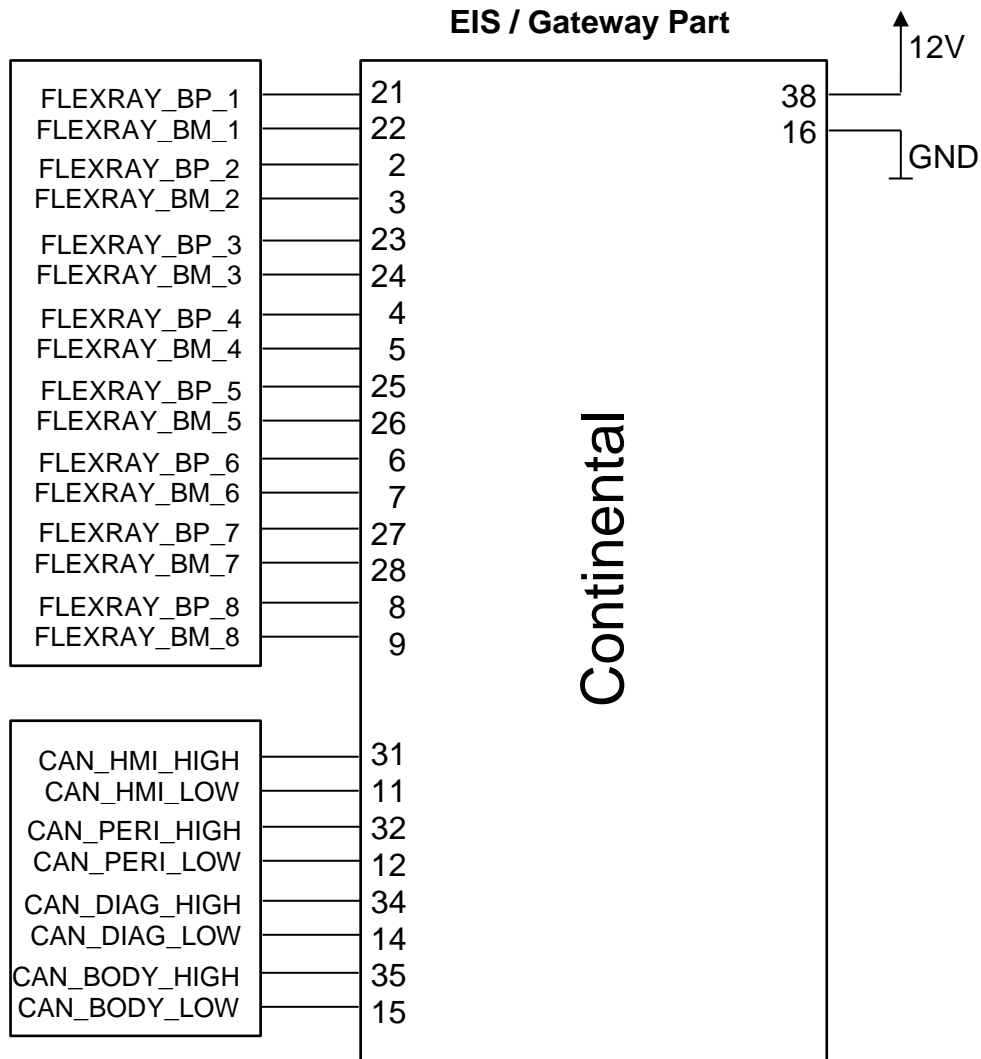 EIS / Gateway Part
12V
FLEXRAY_BP_1 21 38
FLEXRAY_BM_1 22 16
GND
FLEXRAY_BP_2 2
FLEXRAY_BM_2 3
FLEXRAY_BP_3 23
FLEXRAY_BM_3 24
FLEXRAY_BP_4 4
FLEXRAY_BM_4 5
FLEXRAY_BP_5 25
FLEXRAY_BM_5 26
FLEXRAY_BP_6 6
FLEXRAY_BM_6 7
FLEXRAY_BP_7 27
FLEXRAY_BM_7 28
FLEXRAY_BP_8 8
FLEXRAY_BM_8 9
Continental
CAN_HMI_HIGH 31
CAN_HMI_LOW 11
CAN_PERI_HIGH 32
CAN_PERI_LOW 12
CAN_DIAG_HIGH 34
CAN_DIAG_LOW 14
CAN_BODY_HIGH 35
CAN_BODY_LOW 15